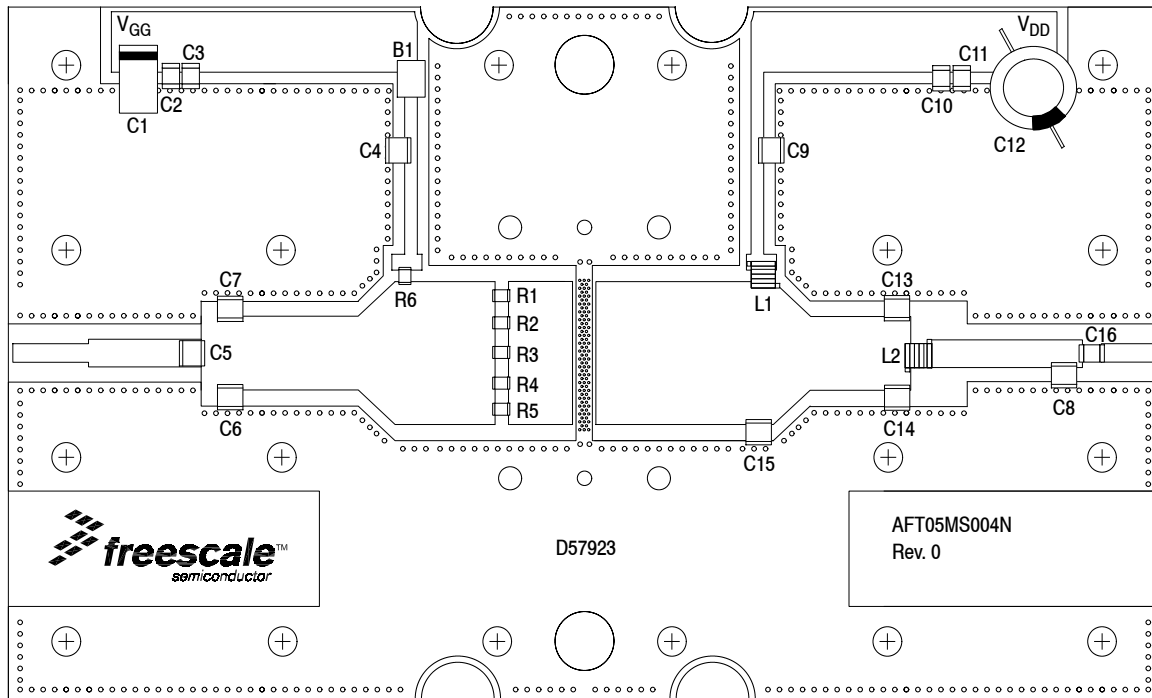 VGG
VDD
C3
B1
C11
C2
C10
C1
C12
C4
C9
C7
R6
L1
C13
R1
R2
C5
R3
L2
C16
R4
C8
R5
C6
C14
C15
freescale™
semiconductor
D57923
AFT05MS004N
Rev. 0